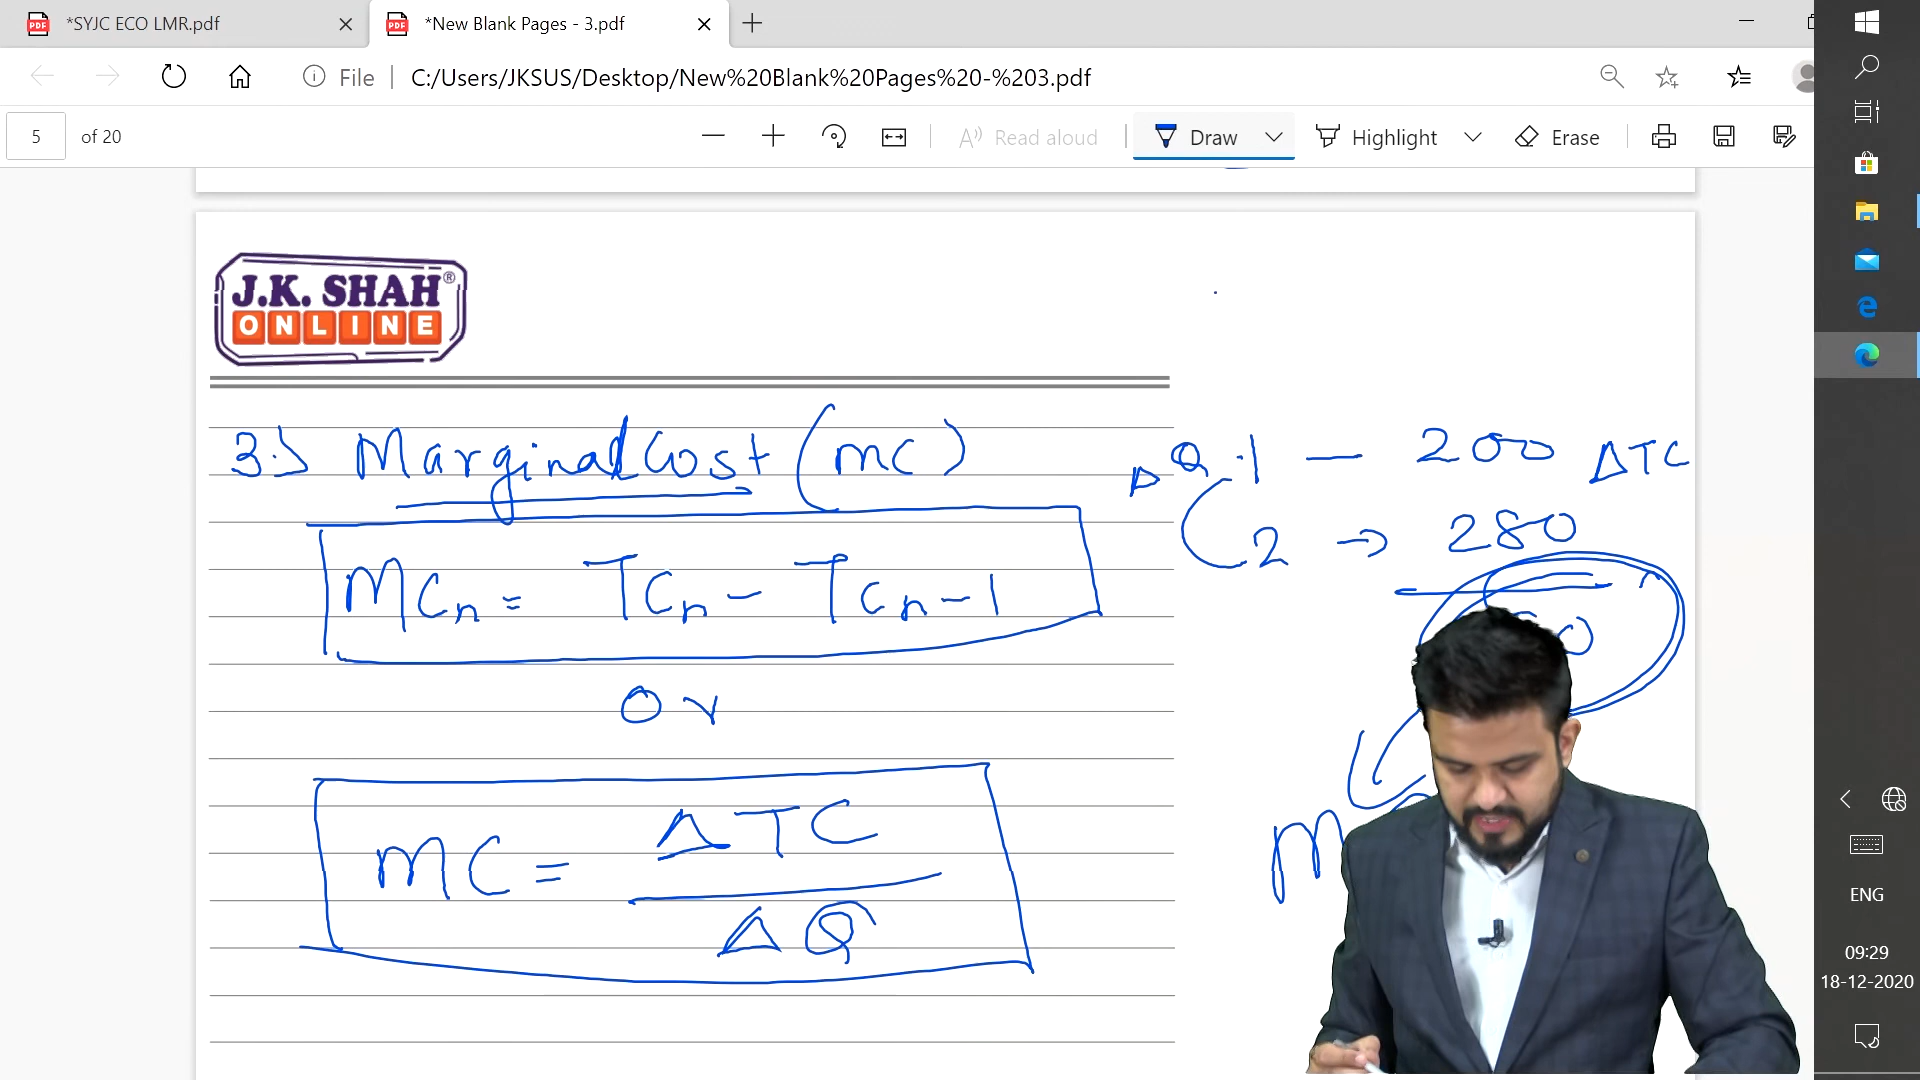 *SYJC ECO LMR.pdf
*New Blank Pages - 3.pdf
File
C:/Users/JKSUS/Desktop/New%20Blank%20Pages%20-%203.pdf
5 of 20
Read aloud
Draw
Highlight
Erase
J.K. SHAH®
ONLINE
3.) Marginal Cost (MC)
MCn = TCn - TCn-1
Or
MC = ΔTC
ΔQ
ΔQ 1 — 200 ΔTC
2 → 280
ENG
09:29
18-12-2020